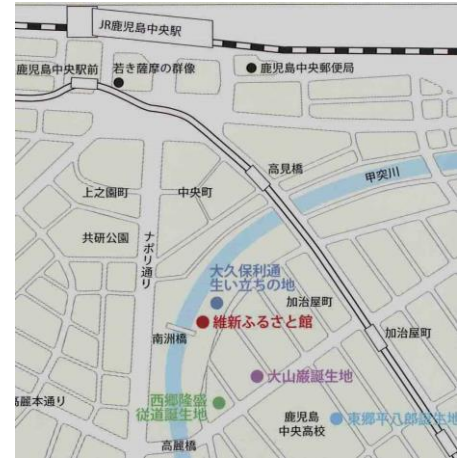 JR鹿児島中央駅
鹿児島中央駅前
若き薩摩の群像
鹿児島中央郵便局
高見橋
甲突川
上之園町
中央町
共研公園
ナポリ通り
大久保利通
生い立ちの地
加治屋町
維新ふるさと館
南洲橋
加治屋町
大山巌誕生地
高麗本通り
西郷隆盛
従道誕生地
鹿児島
中央高校
東郷平八郎誕生地
高麗橋